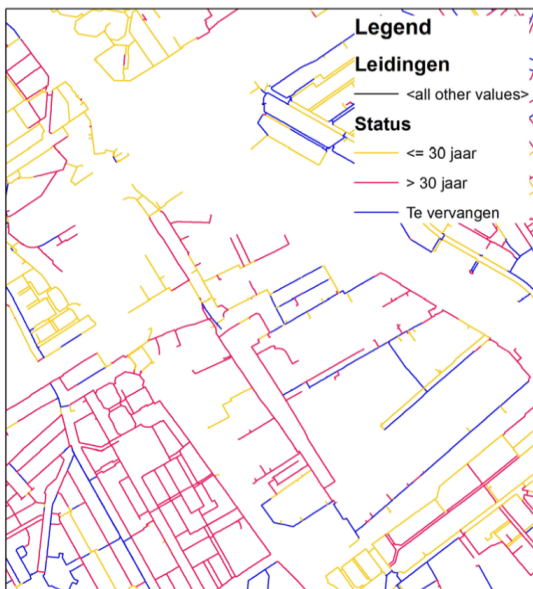 Legend
Leidingen
<all other values>
Status
<= 30 jaar
> 30 jaar
Te vervangen